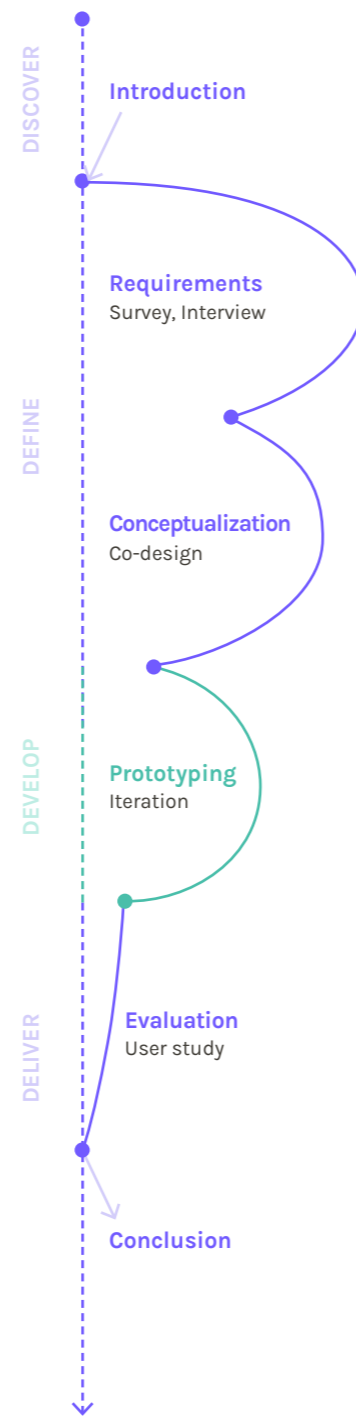 DISCOVER
Introduction
Requirements
Survey, Interview
DEFINE
Conceptualization
Co-design
DEVELOP
Prototyping
Iteration
DELIVER
Evaluation
User study
Conclusion